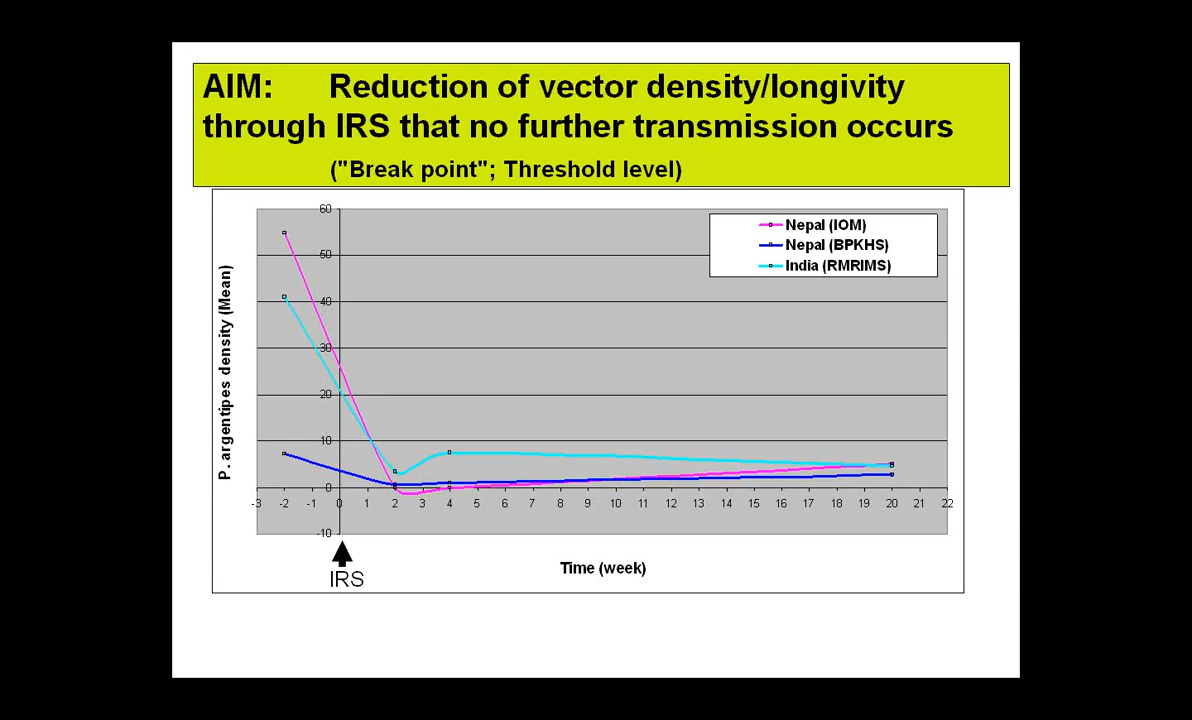 AIM: Reduction of vector density/longivity
through IRS that no further transmission occurs
("Break point"; Threshold level)
60
50
40
30
20
10
0
-10
-3 -2 -1 0 1 2 3 4 5 6 7 8 9 10 11 12 13 14 15 16 17 18 19 20 21 22
P. argentipes density (Mean)
Nepal (IOM)
Nepal (BPKHS)
India (RMRIMS)
Time (week)
IRS